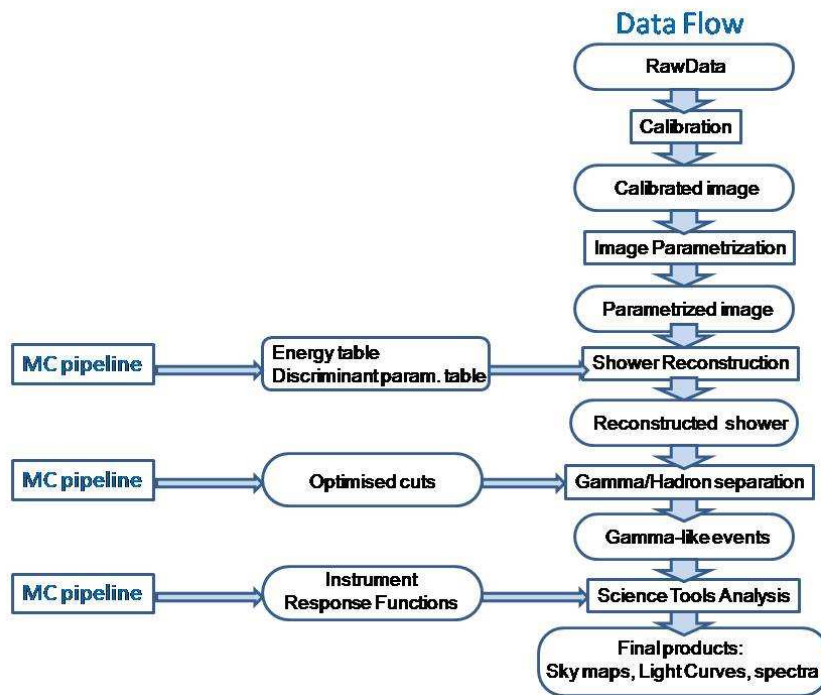 Data Flow
RawData
Calibration
Calibrated image
Image Parametrization
Parametrized image
MC pipeline
Energy table
Discriminant param. table
Shower Reconstruction
Reconstructed shower
MC pipeline
Optimised cuts
Gamma/Hadron separation
Gamma-like events
MC pipeline
Instrument
Response Functions
Science Tools Analysis
Final products:
Sky maps, Light Curves, spectra